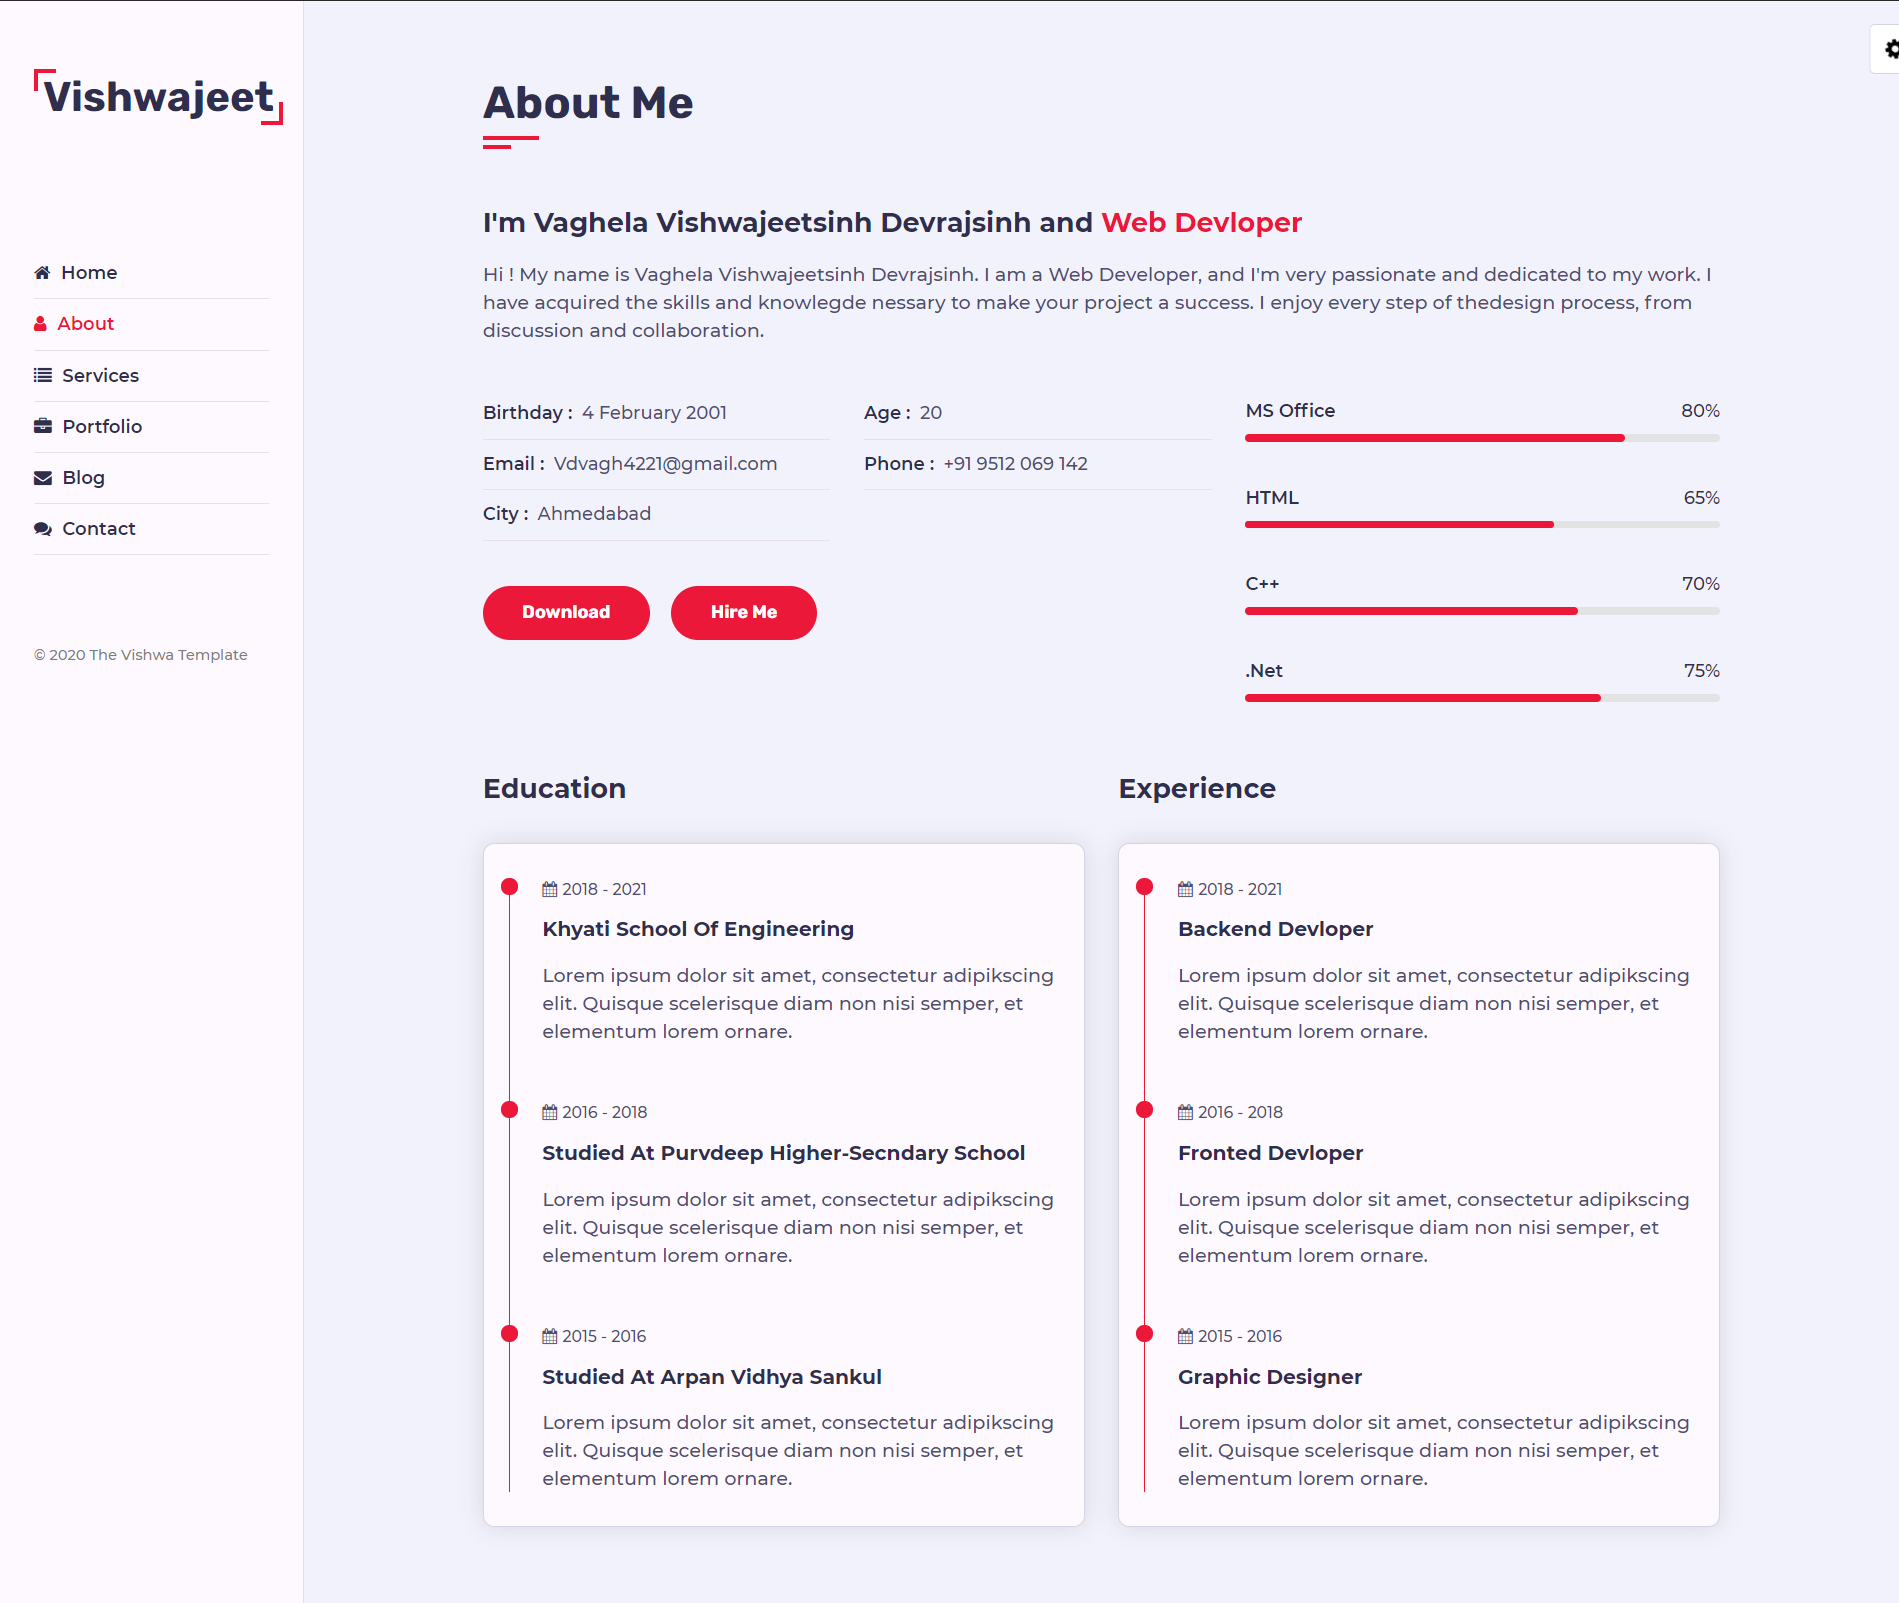 Vishwajeet
Home
About
Services
Portfolio
Blog
Contact
© 2020 The Vishwa Template
About Me
I'm Vaghela Vishwajeetsinh Devrajsinh and Web Devloper
Hi ! My name is Vaghela Vishwajeetsinh Devrajsinh. I am a Web Developer, and I'm very passionate and dedicated to my work. I
have acquired the skills and knowlegde nessary to make your project a success. I enjoy every step of thedesign process, from
discussion and collaboration.
Birthday : 4 February 2001
Age : 20
Email : Vdvagh4221@gmail.com
Phone : +91 9512 069 142
City : Ahmedabad
Download
Hire Me
MS Office 80%
HTML 65%
C++ 70%
.Net 75%
Education
2018 - 2021
Khyati School Of Engineering
Lorem ipsum dolor sit amet, consectetur adipikscing
elit. Quisque scelerisque diam non nisi semper, et
elementum lorem ornare.
2016 - 2018
Studied At Purvdeep Higher-Secndary School
Lorem ipsum dolor sit amet, consectetur adipikscing
elit. Quisque scelerisque diam non nisi semper, et
elementum lorem ornare.
2015 - 2016
Studied At Arpan Vidhya Sankul
Lorem ipsum dolor sit amet, consectetur adipikscing
elit. Quisque scelerisque diam non nisi semper, et
elementum lorem ornare.
Experience
2018 - 2021
Backend Devloper
Lorem ipsum dolor sit amet, consectetur adipikscing
elit. Quisque scelerisque diam non nisi semper, et
elementum lorem ornare.
2016 - 2018
Fronted Devloper
Lorem ipsum dolor sit amet, consectetur adipikscing
elit. Quisque scelerisque diam non nisi semper, et
elementum lorem ornare.
2015 - 2016
Graphic Designer
Lorem ipsum dolor sit amet, consectetur adipikscing
elit. Quisque scelerisque diam non nisi semper, et
elementum lorem ornare.